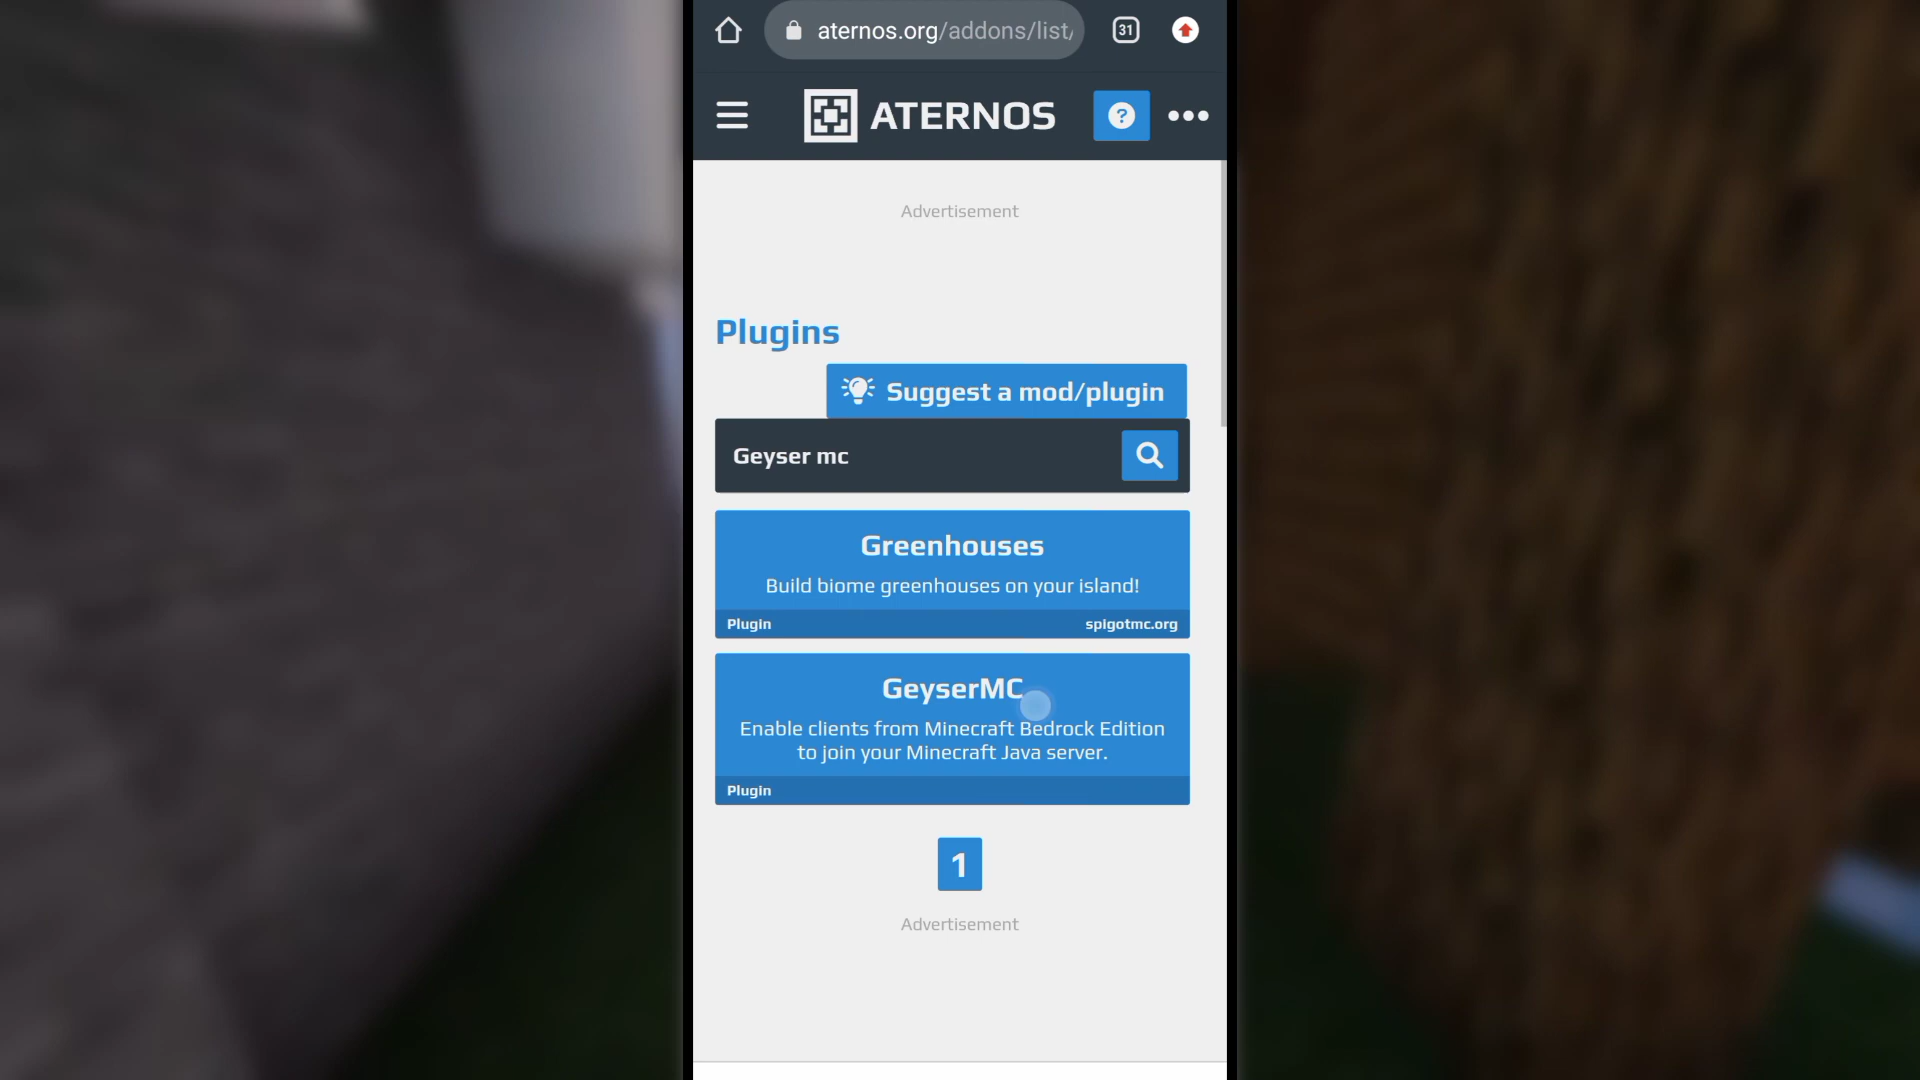 aternos.org/addons/list/
31
ATERNOS
?
Advertisement
Plugins
Suggest a mod/plugin
Geyser mc
Greenhouses
Build biome greenhouses on your island!
Plugin spigotmc.org
GeyserMC
Enable clients from Minecraft Bedrock Edition
to join your Minecraft Java server.
Plugin
1
Advertisement